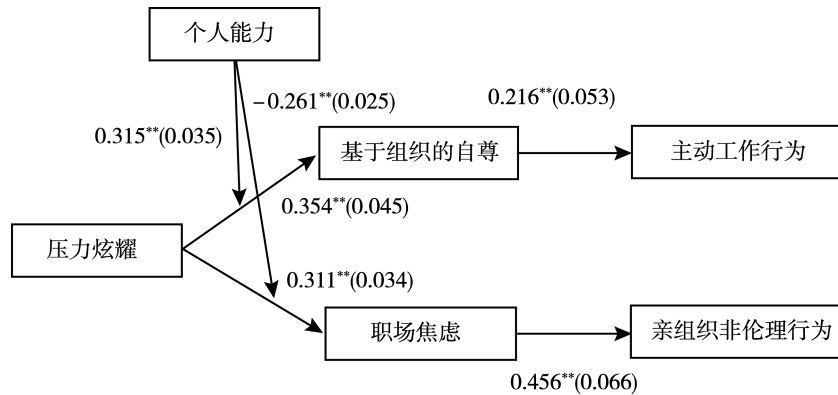 个人能力
−0.261**(0.025)
0.216**(0.053)
0.315**(0.035)
基于组织的自尊
主动工作行为
0.354**(0.045)
压力炫耀
0.311**(0.034)
职场焦虑
亲组织非伦理行为
0.456**(0.066)